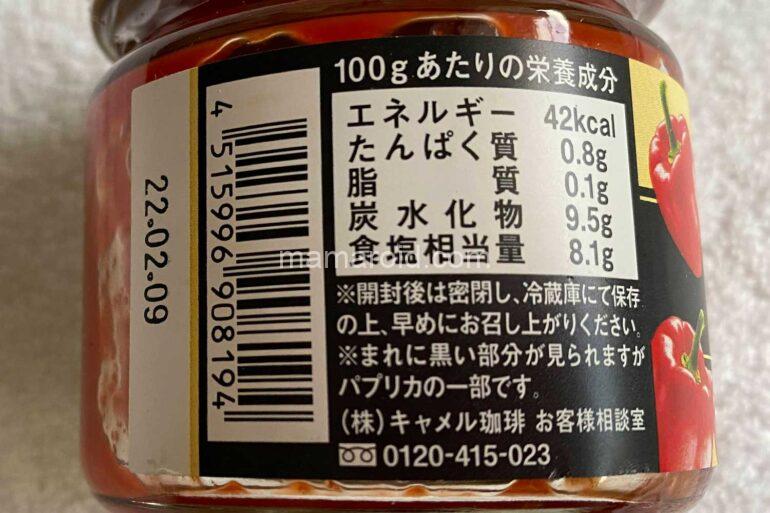 100gあたりの栄養成分
エネルギー 42kcal
たんぱく質 0.8g
脂質 0.1g
炭水化物 9.5g
食塩相当量 8.1g
※開封後は密閉し、冷蔵庫にて保存
の上、早めにお召し上がりください。
※まれに黒い部分が見られますが
パプリカの一部です。
(株)キャメル珈琲 お客様相談室
0120-415-023
4 515996 908194
22.02.09
mamaroid.com